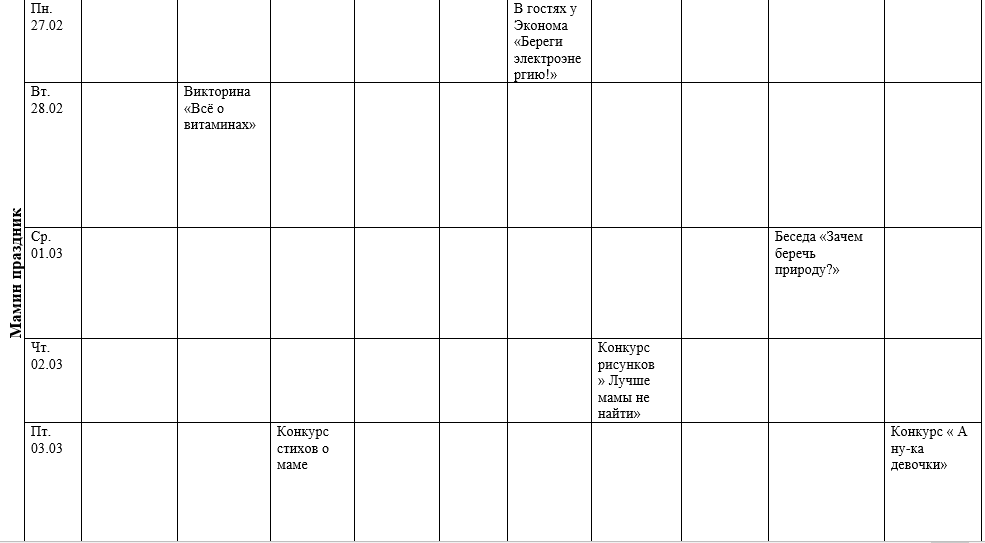 Мамин праздник
Пн.
27.02
В гостях у
Эконома
«Береги
электроэне
ргию!»
Вт.
28.02
Викторина
«Всё о
витаминах»
Ср.
01.03
Беседа «Зачем
беречь
природу?»
Чт.
02.03
Конкурс
рисунков
» Лучше
мамы не
найти»
Пт.
03.03
Конкурс
стихов о
маме
Конкурс « А
ну-ка
девочки»